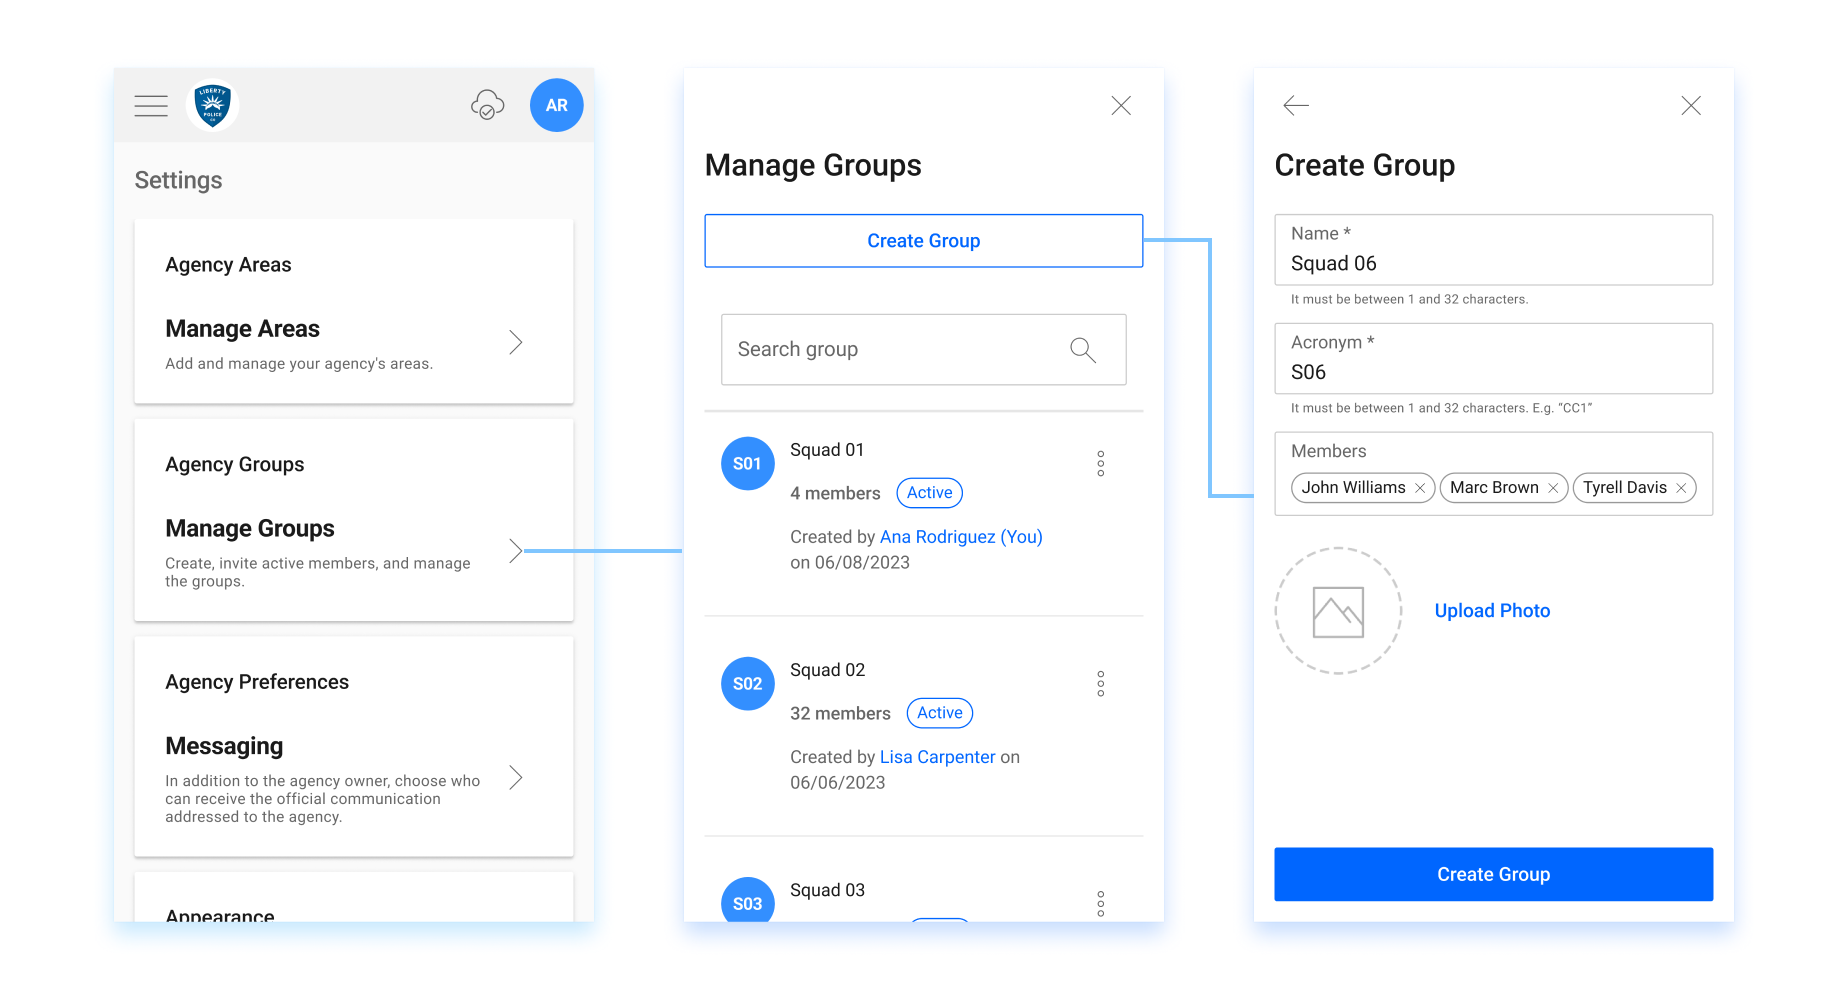 LIBERTY
POLICE
CO
AR
Settings
Agency Areas
Manage Areas
Add and manage your agency's areas.
Agency Groups
Manage Groups
Create, invite active members, and manage
the groups.
Agency Preferences
Messaging
In addition to the agency owner, choose who
can receive the official communication
addressed to the agency.
Appearance
Manage Groups
Create Group
Search group
S01
Squad 01
4 members
Active
Created by Ana Rodriguez (You)
on 06/08/2023
S02
Squad 02
32 members
Active
Created by Lisa Carpenter on
06/06/2023
S03
Squad 03
Create Group
Name *
Squad 06
It must be between 1 and 32 characters.
Acronym *
S06
It must be between 1 and 32 characters. E.g. “CC1”
Members
John Williams
Marc Brown
Tyrell Davis
Upload Photo
Create Group